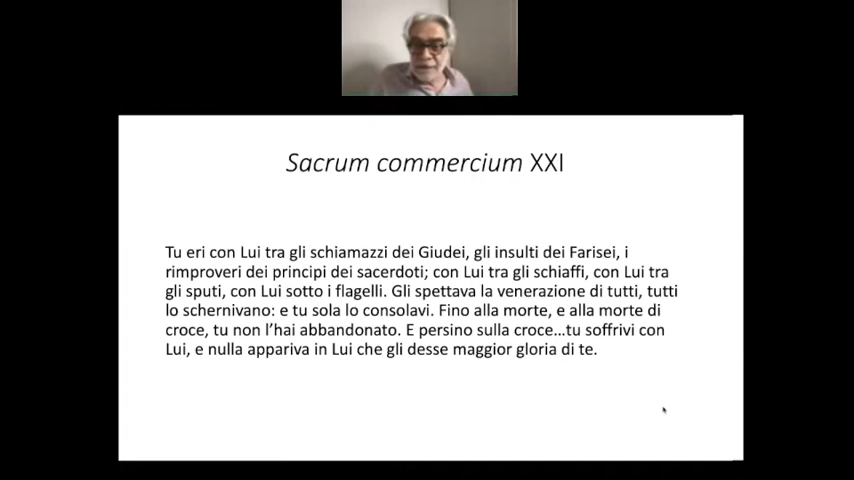 Sacrum commercium XXI
Tu eri con Lui tra gli schiamazzi dei Giudei, gli insulti dei Farisei, i
rimproveri dei principi dei sacerdoti; con Lui tra gli schiaffi, con Lui tra
gli sputi, con Lui sotto i flagelli. Gli spettava la venerazione di tutti, tutti
lo schernivano: e tu sola lo consolavi. Fino alla morte, e alla morte di
croce, tu non l’hai abbandonato. E persino sulla croce…tu soffrivi con
Lui, e nulla appariva in Lui che gli desse maggior gloria di te.